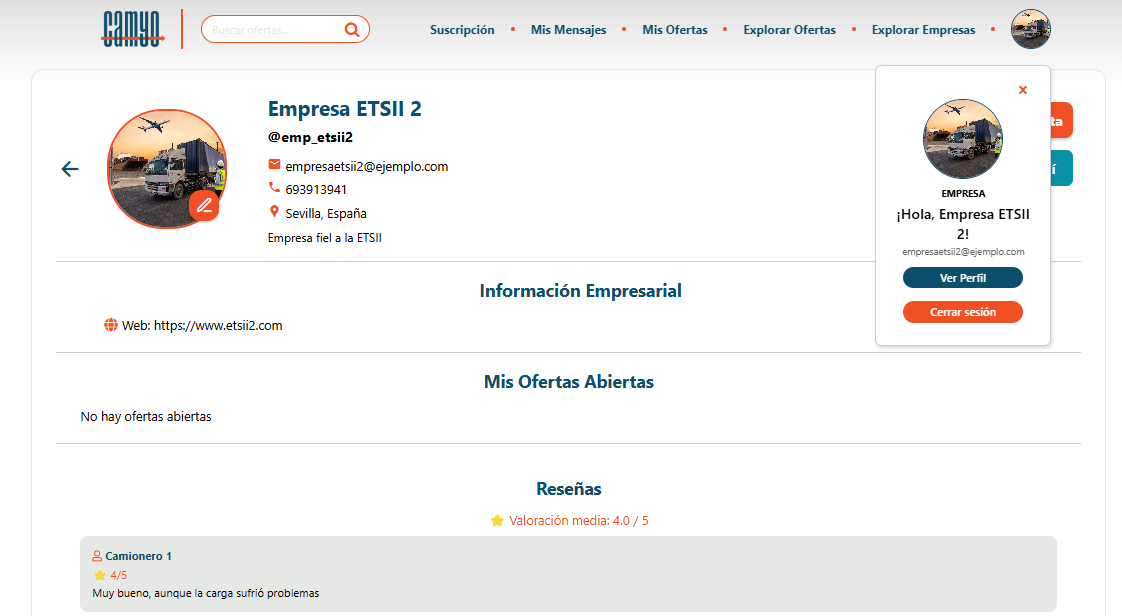 CAMYO
Buscar ofertas...
Suscripción • Mis Mensajes • Mis Ofertas • Explorar Ofertas • Explorar Empresas •
Empresa ETSII 2
@emp_etsii2
empresaetsii2@ejemplo.com
693913941
Sevilla, España
Empresa fiel a la ETSII
ta
í
x
EMPRESA
¡Hola, Empresa ETSII
2!
empresaetsii2@ejemplo.com
Ver Perfil
Cerrar sesión
Información Empresarial
Web: https://www.etsii2.com
Mis Ofertas Abiertas
No hay ofertas abiertas
Reseñas
Valoración media: 4.0 / 5
Camionero 1
4/5
Muy bueno, aunque la carga sufrió problemas